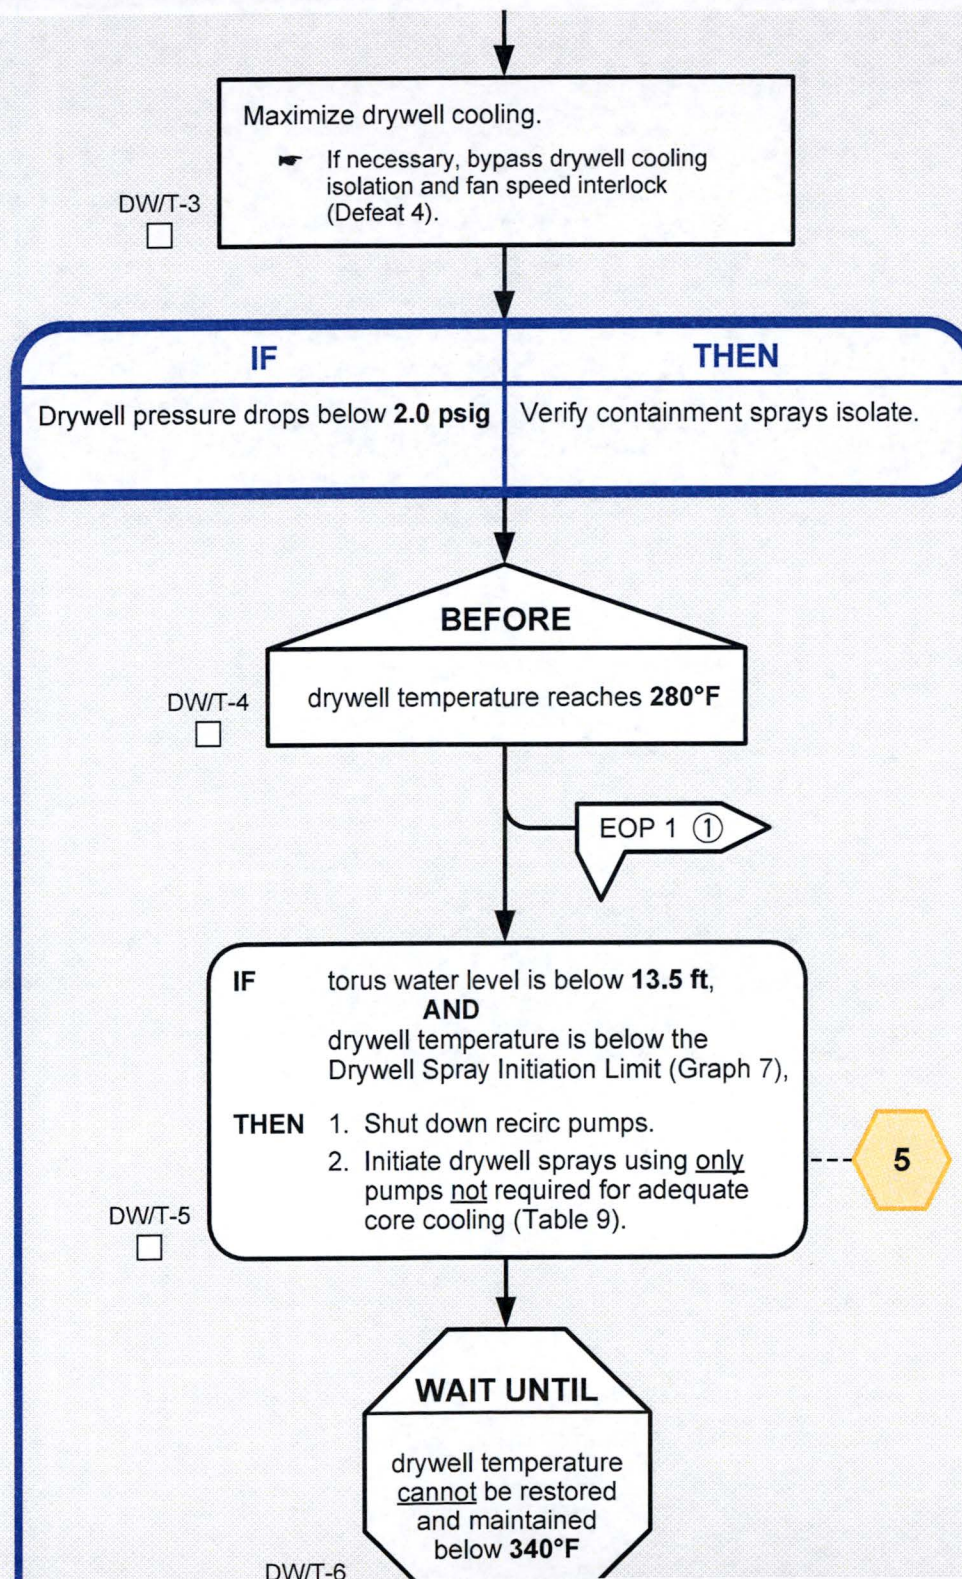 Maximize drywell cooling.
☛ If necessary, bypass drywell cooling
isolation and fan speed interlock
(Defeat 4).
DW/T-3
IF
THEN
Drywell pressure drops below 2.0 psig
Verify containment sprays isolate.
BEFORE
drywell temperature reaches 280°F
DW/T-4
EOP 1 ①
IF torus water level is below 13.5 ft,
AND
drywell temperature is below the
Drywell Spray Initiation Limit (Graph 7),
THEN 1. Shut down recirc pumps.
2. Initiate drywell sprays using only
pumps not required for adequate
core cooling (Table 9).
5
DW/T-5
WAIT UNTIL
drywell temperature
cannot be restored
and maintained
below 340°F
DW/T-6